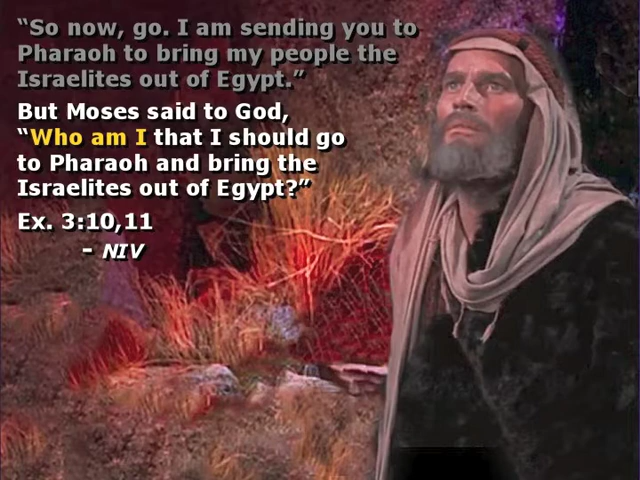 “So now, go. I am sending you to
Pharaoh to bring my people the
Israelites out of Egypt.”
But Moses said to God,
“Who am I that I should go
to Pharaoh and bring the
Israelites out of Egypt?”
Ex. 3:10,11
- NIV